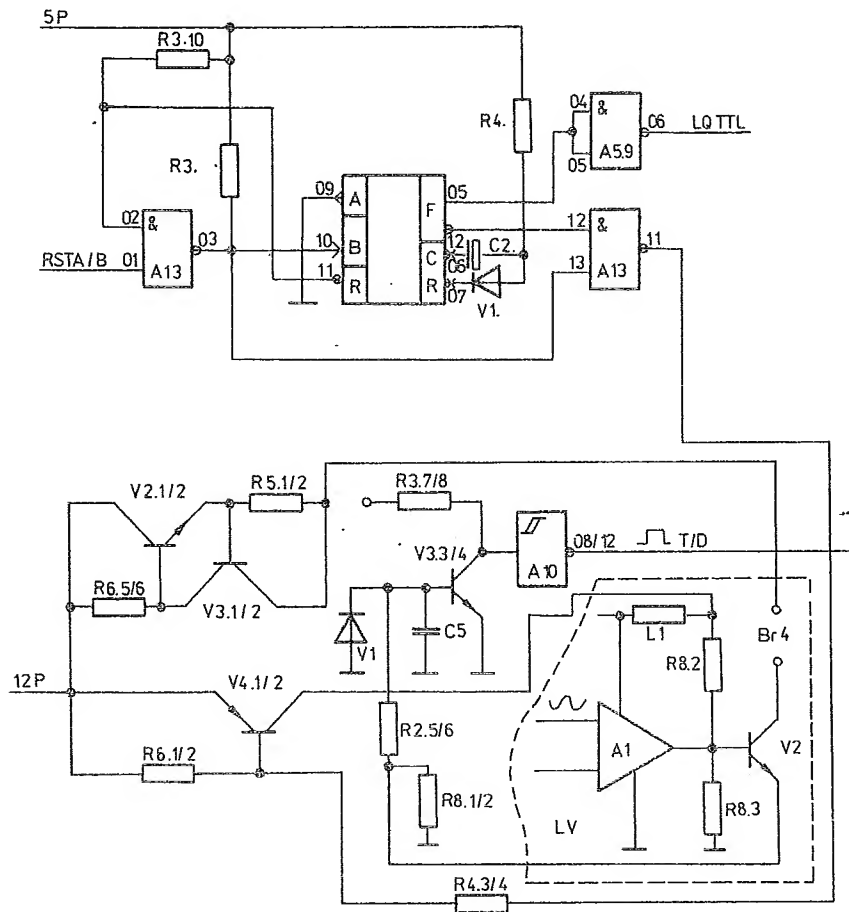 5P
R3.10
R4.
04
&
06
LQ TTL
R3.
05
A5.9
09
A
05
02
&
F
03
10
B
12
12
&
11
RSTA/B
01
A13
11
C
06
C2.
13
A13
R
R
07
V1.
V2.1/2
R5.1/2
R3.7/8
V3.3/4
08/12
T/D
A10
R6.5/6
V3.1/2
V1
C5
L1
Br4
12P
V4.1/2
R8.2
R2.5/6
A1
V2
R6.1/2
R8.1/2
R8.3
LV
R4.3/4